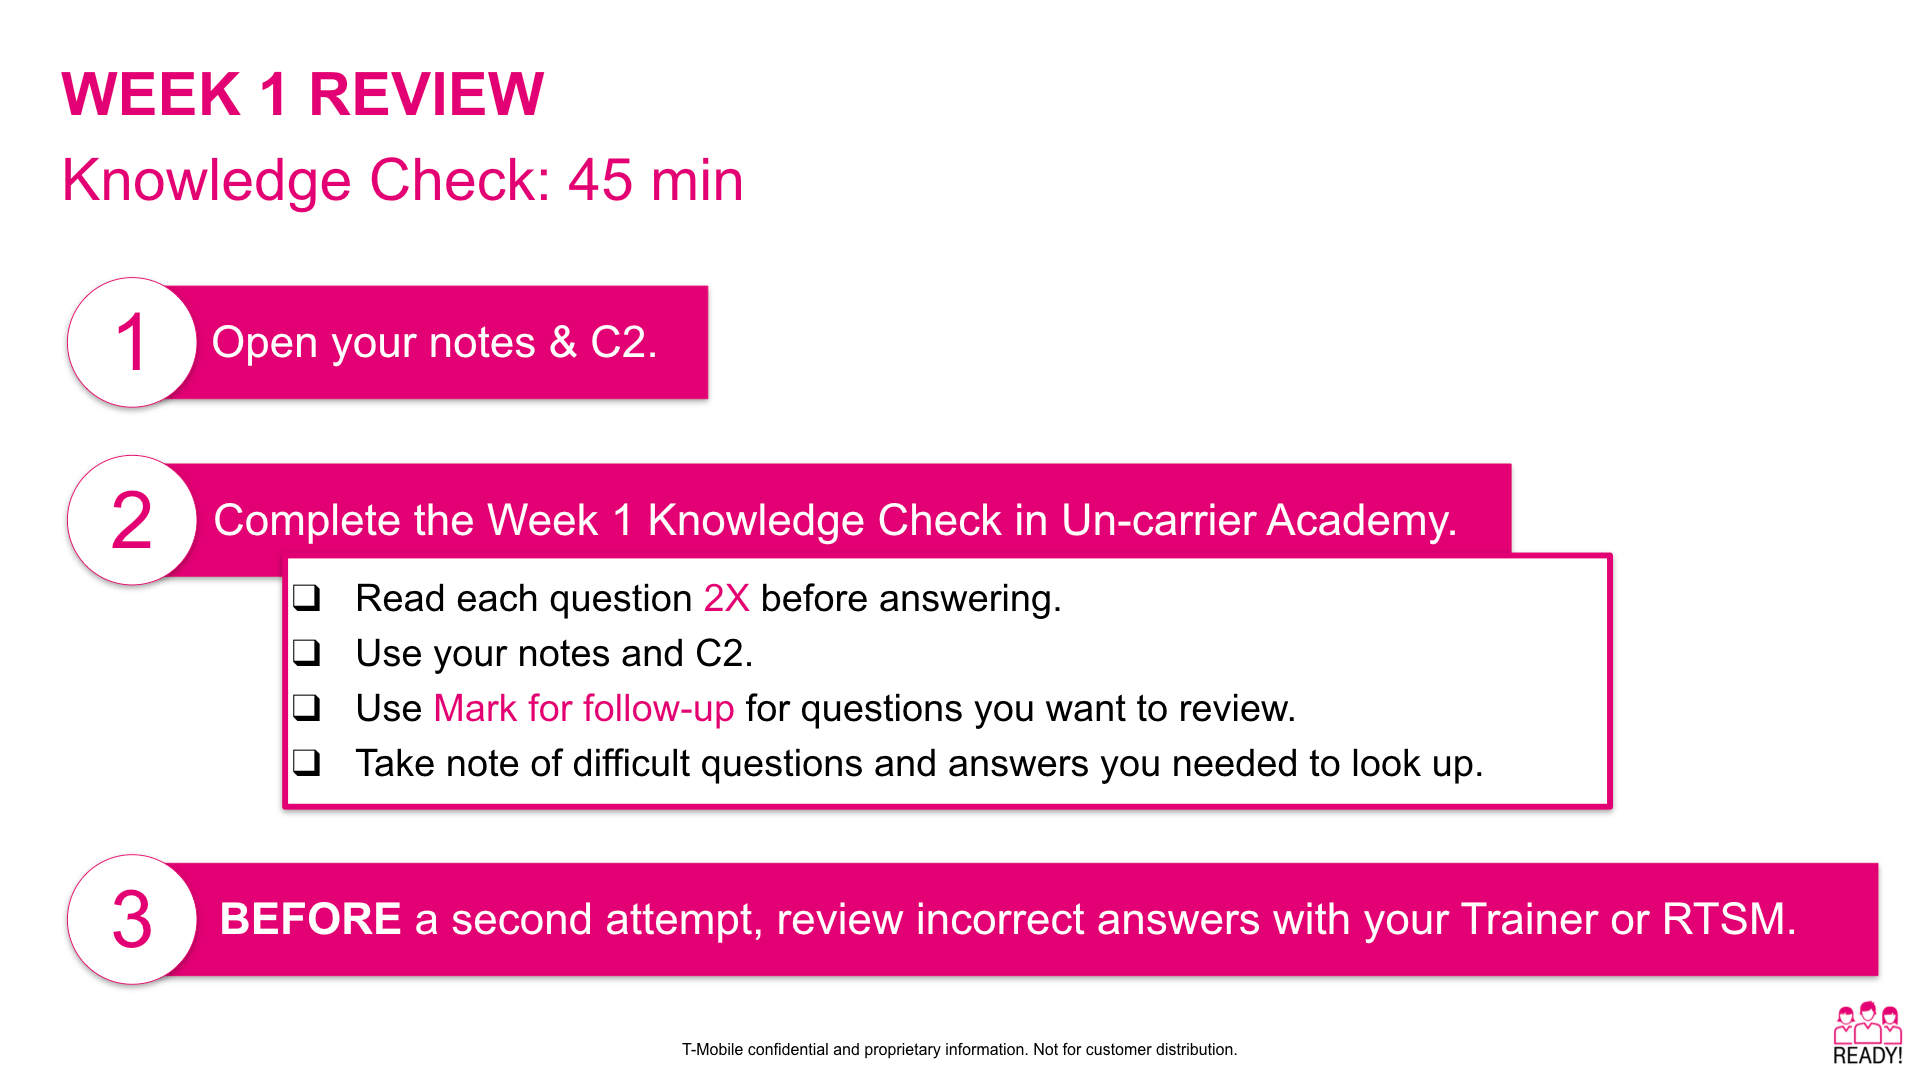 WEEK 1 REVIEW
Knowledge Check: 45 min
1
Open your notes & C2.
2
Complete the Week 1 Knowledge Check in Un-carrier Academy.
❑ Read each question 2X before answering.
❑ Use your notes and C2.
❑ Use Mark for follow-up for questions you want to review.
❑ Take note of difficult questions and answers you needed to look up.
3
BEFORE a second attempt, review incorrect answers with your Trainer or RTSM.
T-Mobile confidential and proprietary information. Not for customer distribution.
READY!